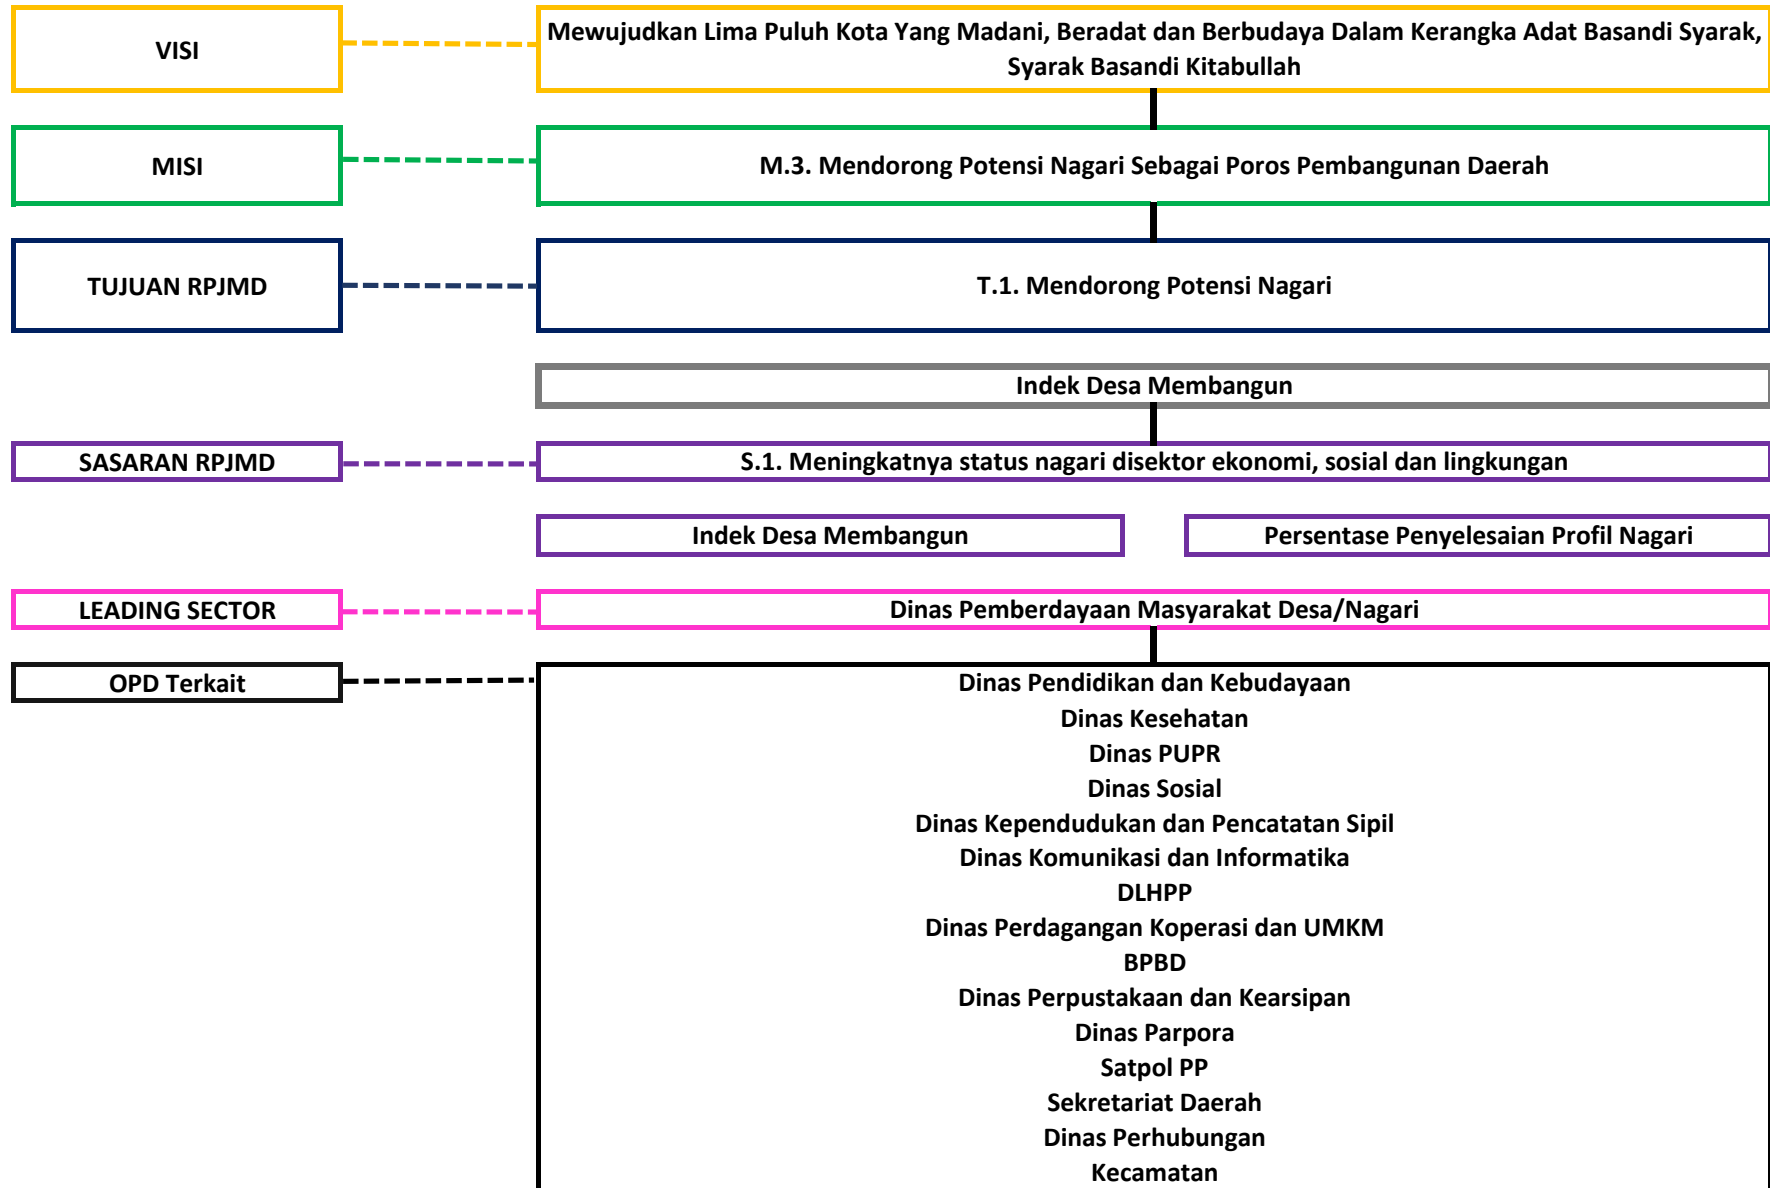 VISI
Mewujudkan Lima Puluh Kota Yang Madani, Beradat dan Berbudaya Dalam Kerangka Adat Basandi Syarak,
Syarak Basandi Kitabullah
MISI
M.3. Mendorong Potensi Nagari Sebagai Poros Pembangunan Daerah
TUJUAN RPJMD
T.1. Mendorong Potensi Nagari
Indek Desa Membangun
SASARAN RPJMD
S.1. Meningkatnya status nagari disektor ekonomi, sosial dan lingkungan
Indek Desa Membangun
Persentase Penyelesaian Profil Nagari
LEADING SECTOR
Dinas Pemberdayaan Masyarakat Desa/Nagari
OPD Terkait
Dinas Pendidikan dan Kebudayaan
Dinas Kesehatan
Dinas PUPR
Dinas Sosial
Dinas Kependudukan dan Pencatatan Sipil
Dinas Komunikasi dan Informatika
DLHPP
Dinas Perdagangan Koperasi dan UMKM
BPBD
Dinas Perpustakaan dan Kearsipan
Dinas Parpora
Satpol PP
Sekretariat Daerah
Dinas Perhubungan
Kecamatan